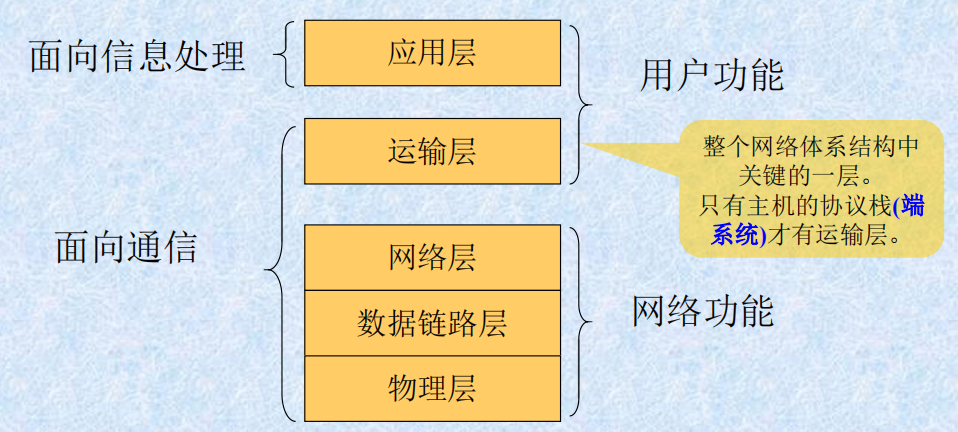 面向信息处理
应用层
用户功能
运输层
整个网络体系结构中
关键的一层。
只有主机的协议栈(端
系统)才有运输层。
面向通信
网络层
数据链路层
物理层
网络功能